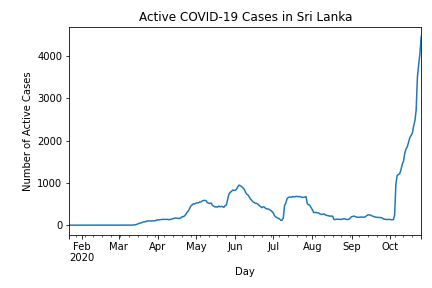 Active COVID-19 Cases in Sri Lanka
Number of Active Cases
4000
3000
2000
1000
0
Feb Mar Apr May Jun Jul Aug Sep Oct
2020
Day